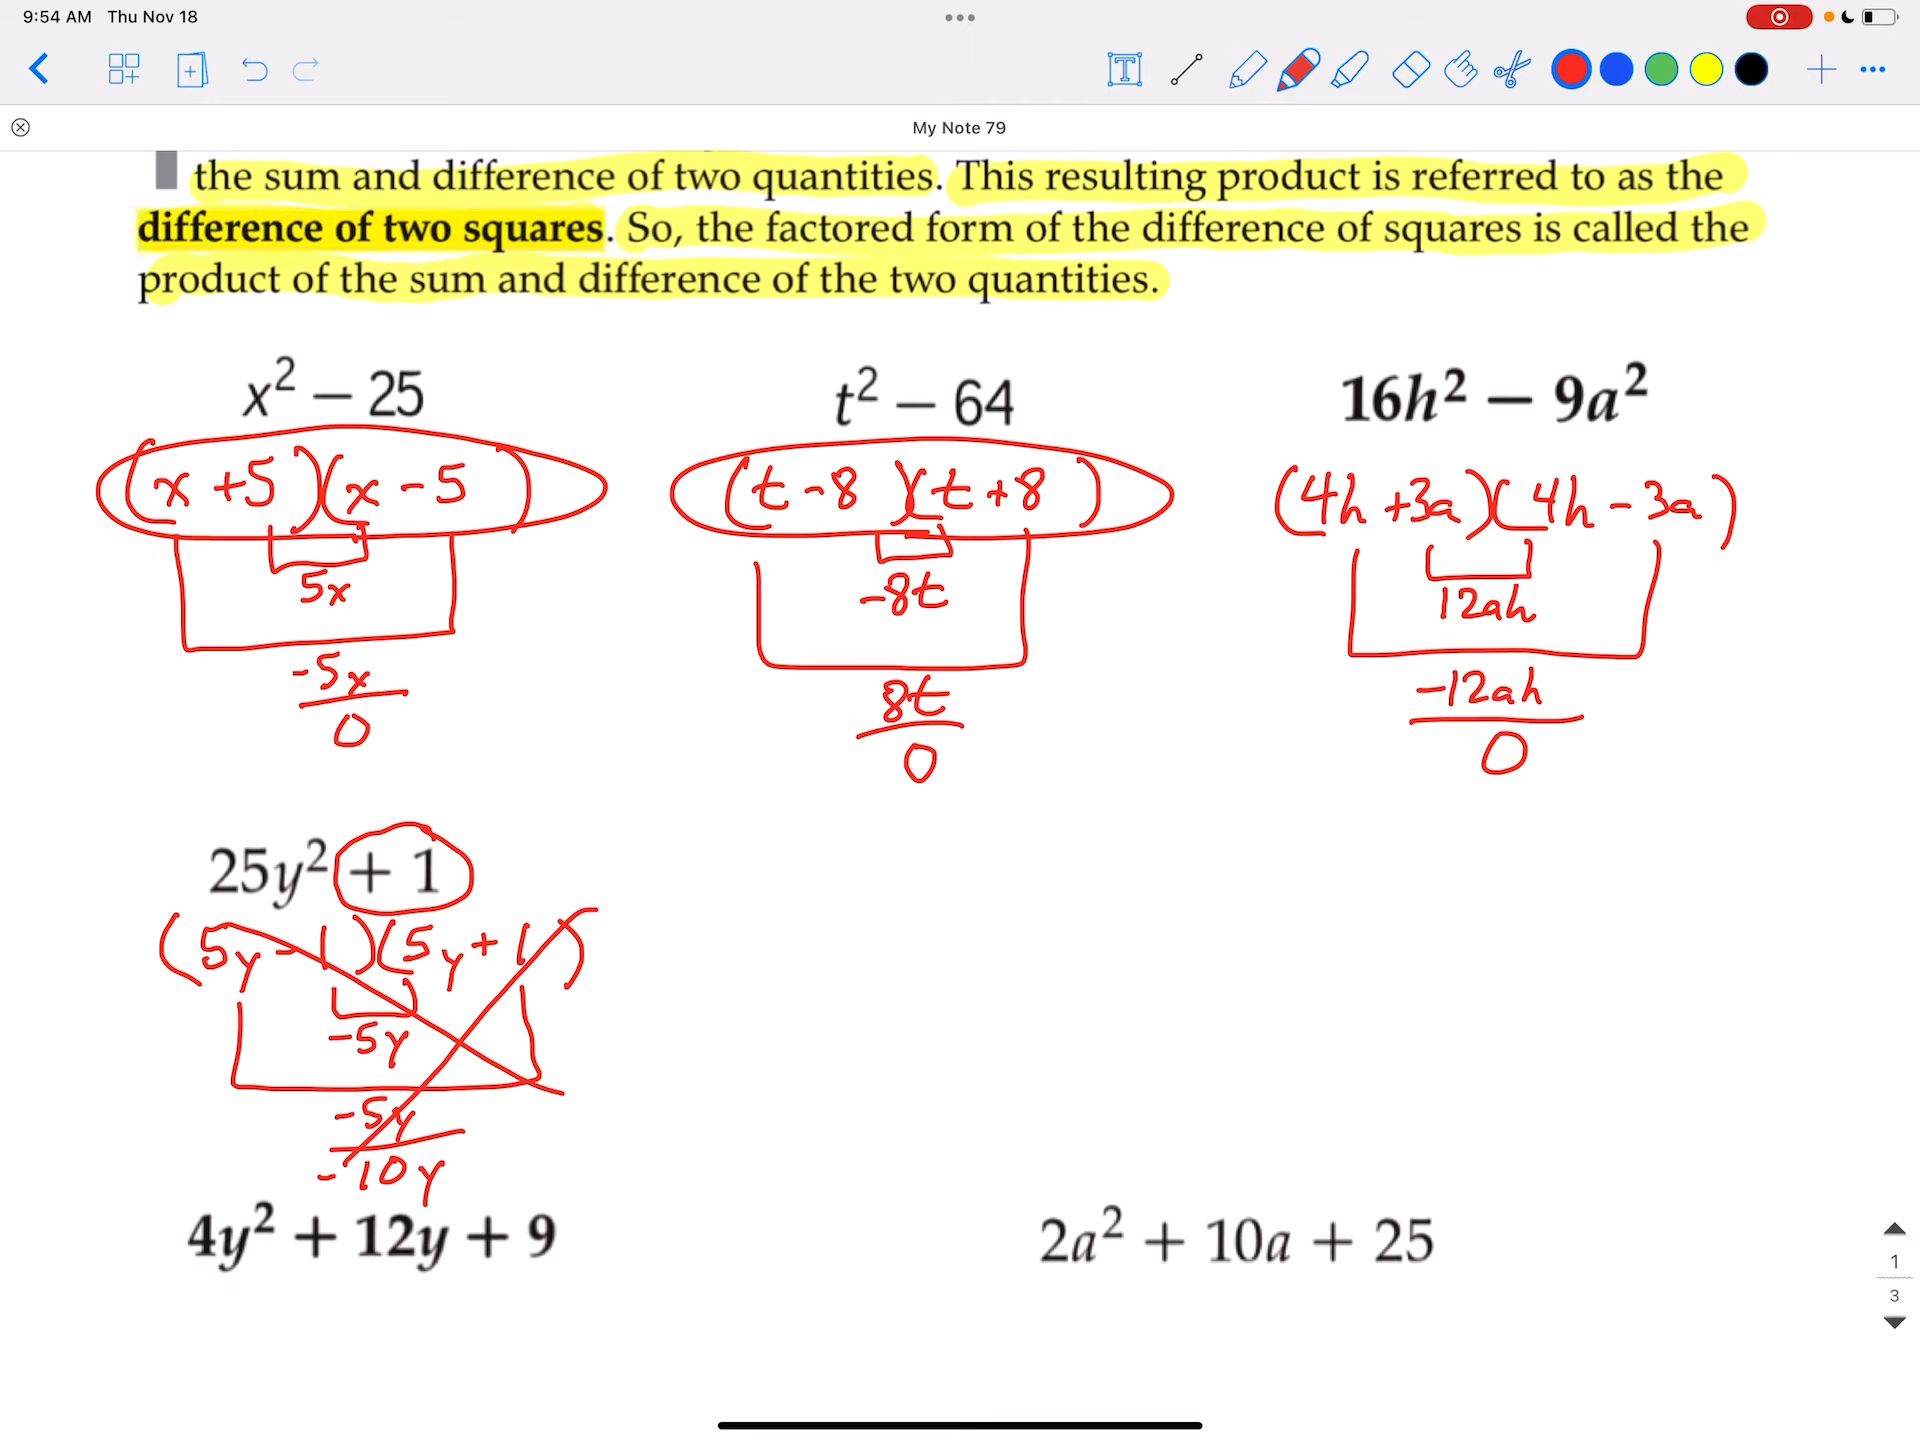 9:54 AM Thu Nov 18
My Note 79
the sum and difference of two quantities. This resulting product is referred to as the
difference of two squares. So, the factored form of the difference of squares is called the
product of the sum and difference of the two quantities.
x² − 25
t² − 64
16h² − 9a²
(x +5)(x −5)
(t −8)(t +8)
(4h +3a)(4h −3a)
5x
−8t
12ah
-5x
8t
−12ah
0
0
0
25y² + 1
(5y − 1)(5y + 1)
-5y
-5y
-10y
4y² + 12y + 9
2a² + 10a + 25
1
3